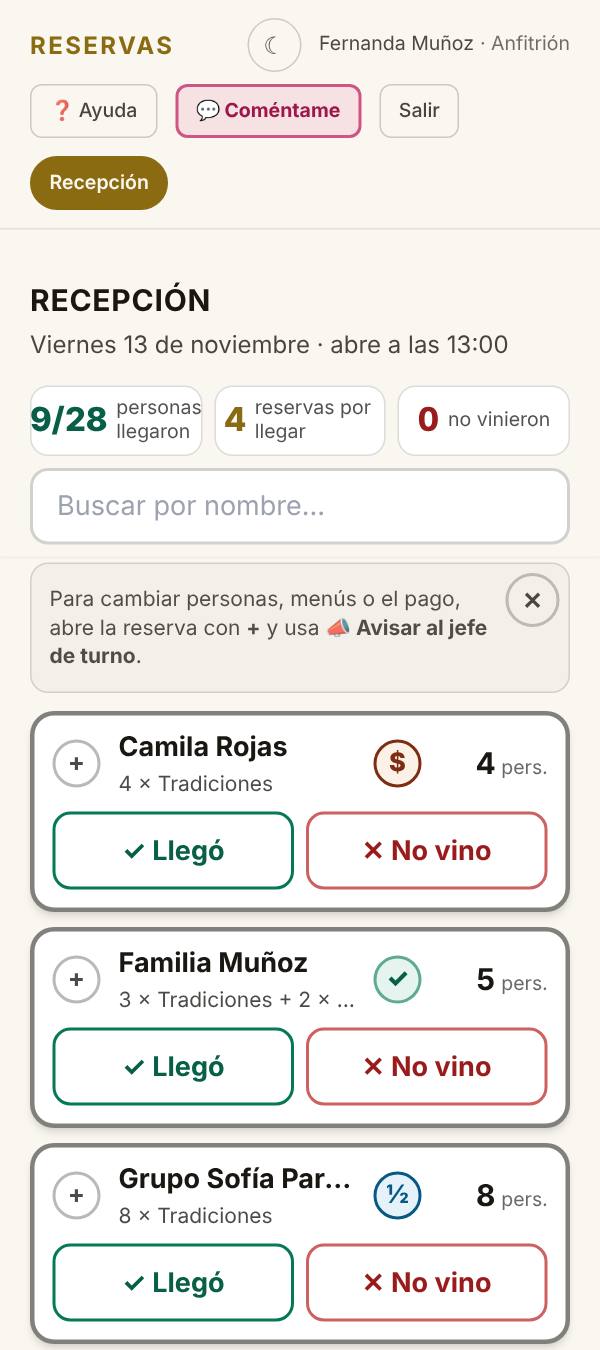 RESERVAS
☾
Fernanda Muñoz · Anfitrión
❓ Ayuda
💬 Coméntame
Salir
Recepción
RECEPCIÓN
Viernes 13 de noviembre · abre a las 13:00
9/28 personas llegaron
4 reservas por llegar
0 no vinieron
Buscar por nombre...
Para cambiar personas, menús o el pago,
abre la reserva con + y usa 📣 Avisar al jefe
de turno.
✕
+ Camila Rojas $ 4 pers.
4 × Tradiciones
✓ Llegó ✕ No vino
+ Familia Muñoz ✓ 5 pers.
3 × Tradiciones + 2 × ...
✓ Llegó ✕ No vino
+ Grupo Sofía Par... ½ 8 pers.
8 × Tradiciones
✓ Llegó ✕ No vino